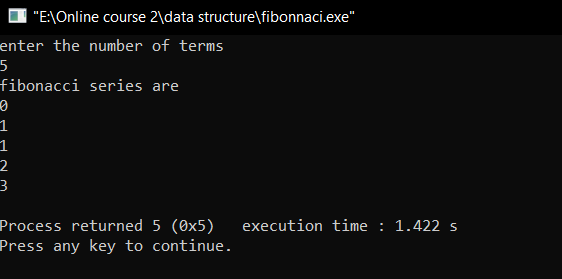 "E:\Online course 2\data structure\fibonnaci.exe"
enter the number of terms
5
fibonacci series are
0
1
1
2
3
Process returned 5 (0x5)   execution time : 1.422 s
Press any key to continue.